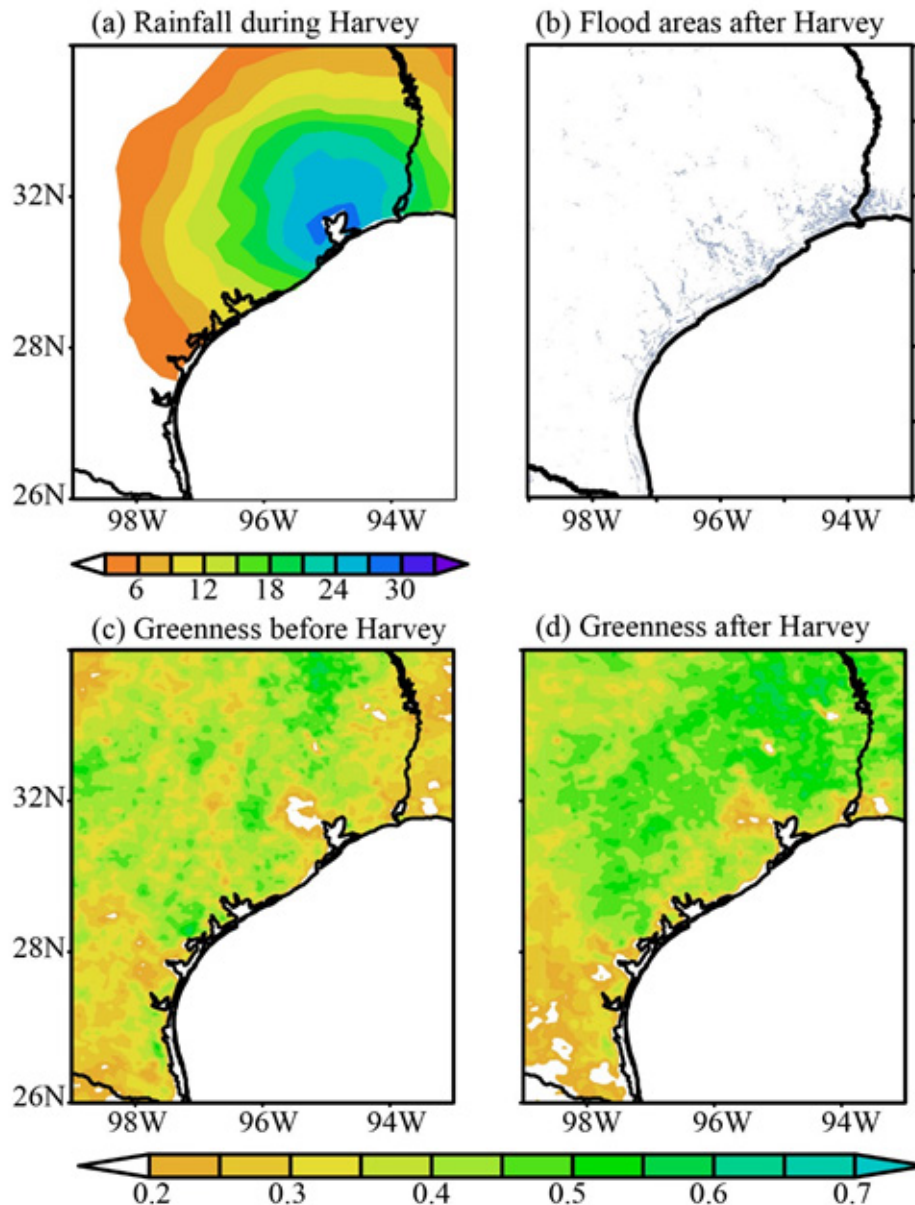 (a) Rainfall during Harvey
(b) Flood areas after Harvey
32N
28N
26N
98W 96W 94W
98W 96W 94W
6 12 18 24 30
(c) Greenness before Harvey
(d) Greenness after Harvey
32N
28N
26N
98W 96W 94W
98W 96W 94W
0.2 0.3 0.4 0.5 0.6 0.7